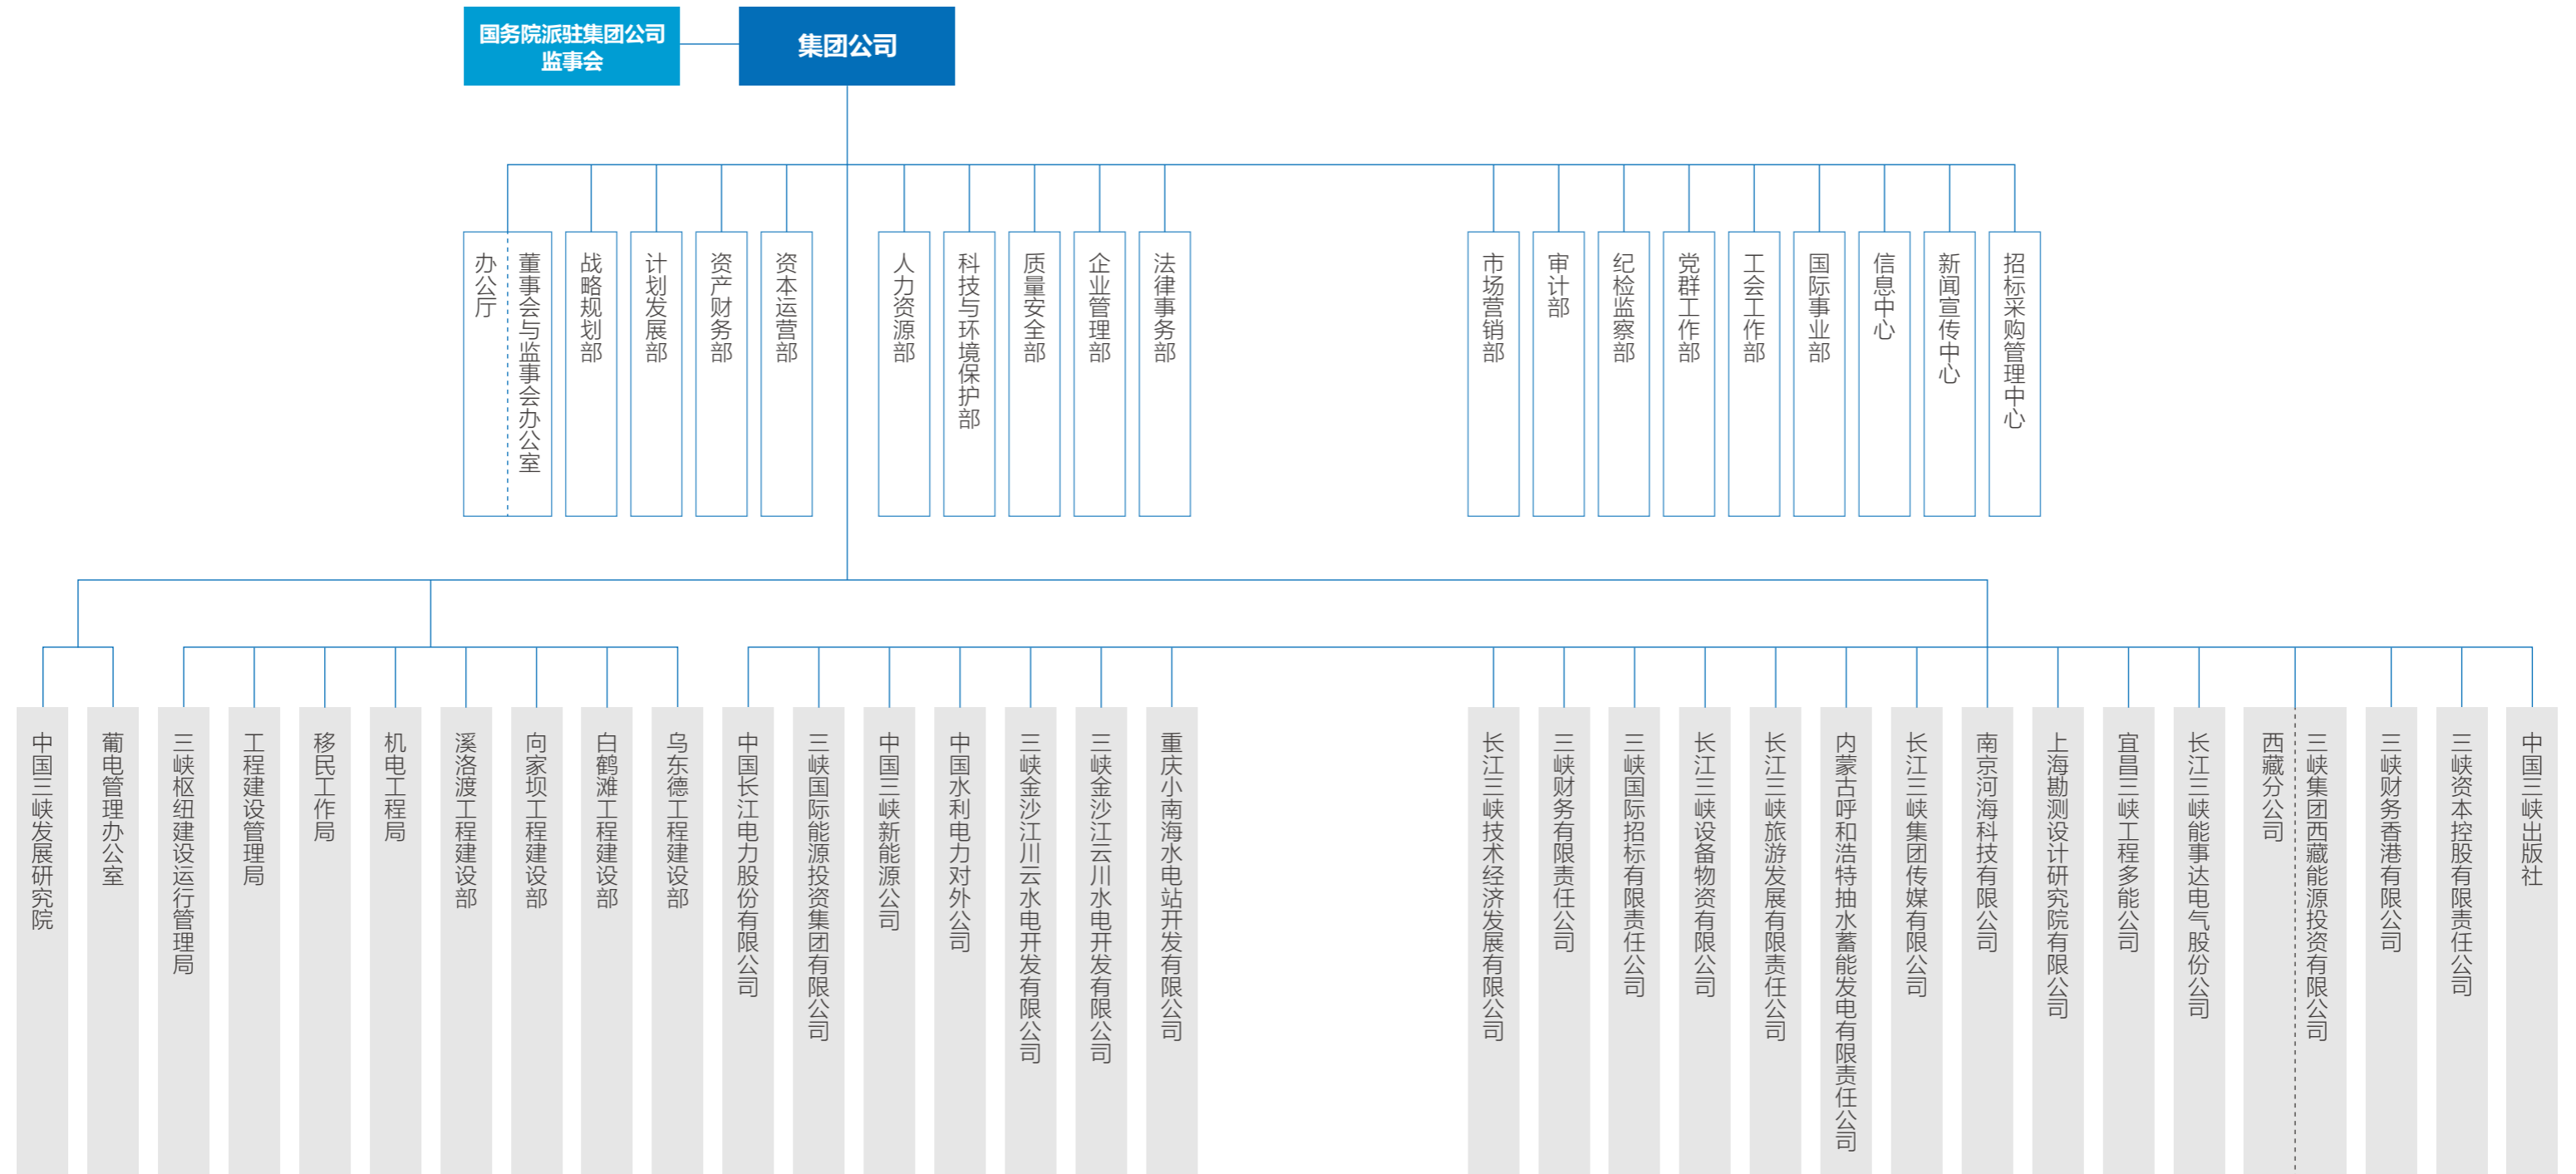 国务院派驻集团公司
监事会
集团公司
办公厅
董事会与监事会办公室
战略规划部
计划发展部
资产财务部
资本运营部
人力资源部
科技与环境保护部
质量安全部
企业管理部
法律事务部
市场营销部
审计部
纪检监察部
党群工作部
工会工作部
国际事业部
信息中心
新闻宣传中心
招标采购管理中心
中国三峡发展研究院
葡电管理办公室
三峡枢纽建设运行管理局
工程建设管理局
移民工作局
机电工程局
溪洛渡工程建设部
向家坝工程建设部
白鹤滩工程建设部
乌东德工程建设部
中国长江电力股份有限公司
三峡国际能源投资集团有限公司
中国三峡新能源公司
中国水利电力对外公司
三峡金沙江川云水电开发有限公司
三峡金沙江云川水电开发有限公司
重庆小南海水电站开发有限公司
长江三峡技术经济发展有限公司
三峡财务有限责任公司
三峡国际招标有限责任公司
长江三峡设备物资有限公司
长江三峡旅游发展有限责任公司
内蒙古呼和浩特抽水蓄能发电有限责任公司
长江三峡集团传媒有限公司
南京河海科技有限公司
上海勘测设计研究院有限公司
宜昌三峡工程多能公司
长江三峡能事达电气股份公司
西藏分公司
三峡集团西藏能源投资有限公司
三峡财务香港有限公司
三峡资本控股有限责任公司
中国三峡出版社